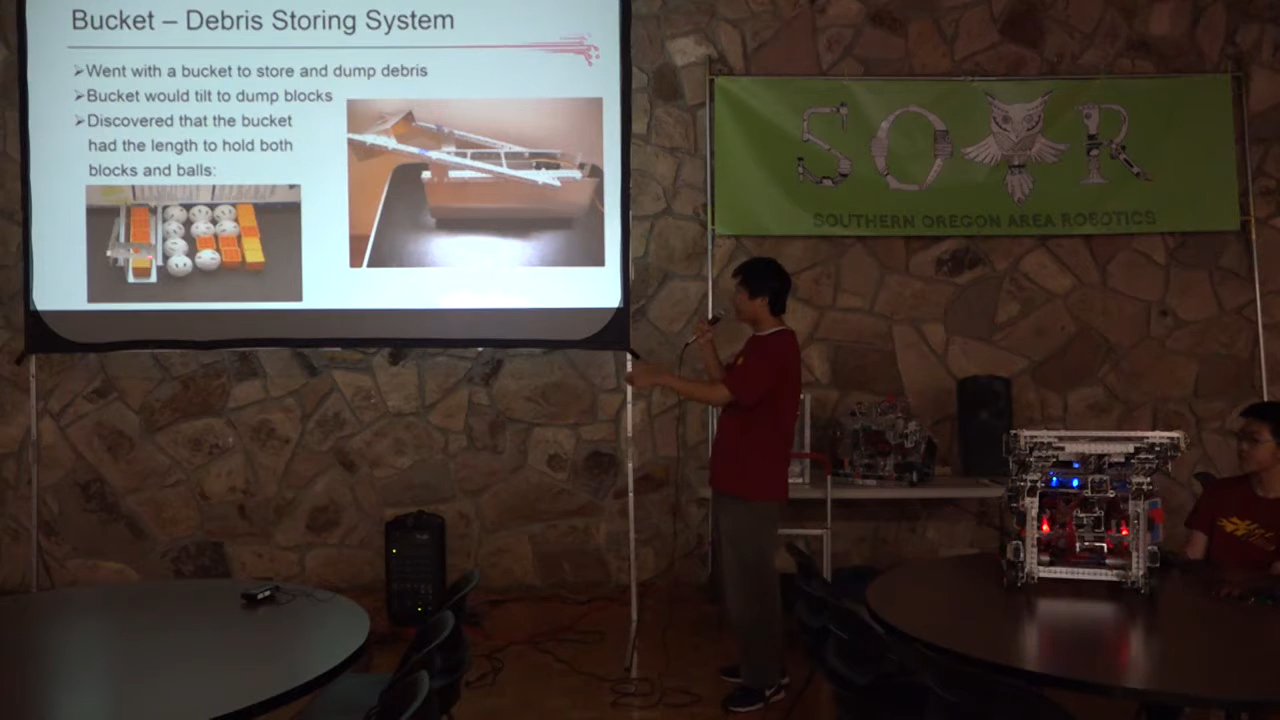 Bucket – Debris Storing System
➢Went with a bucket to store and dump debris
➢Bucket would tilt to dump blocks
➢Discovered that the bucket
had the length to hold both
blocks and balls:
SOAR
SOUTHERN OREGON AREA ROBOTICS